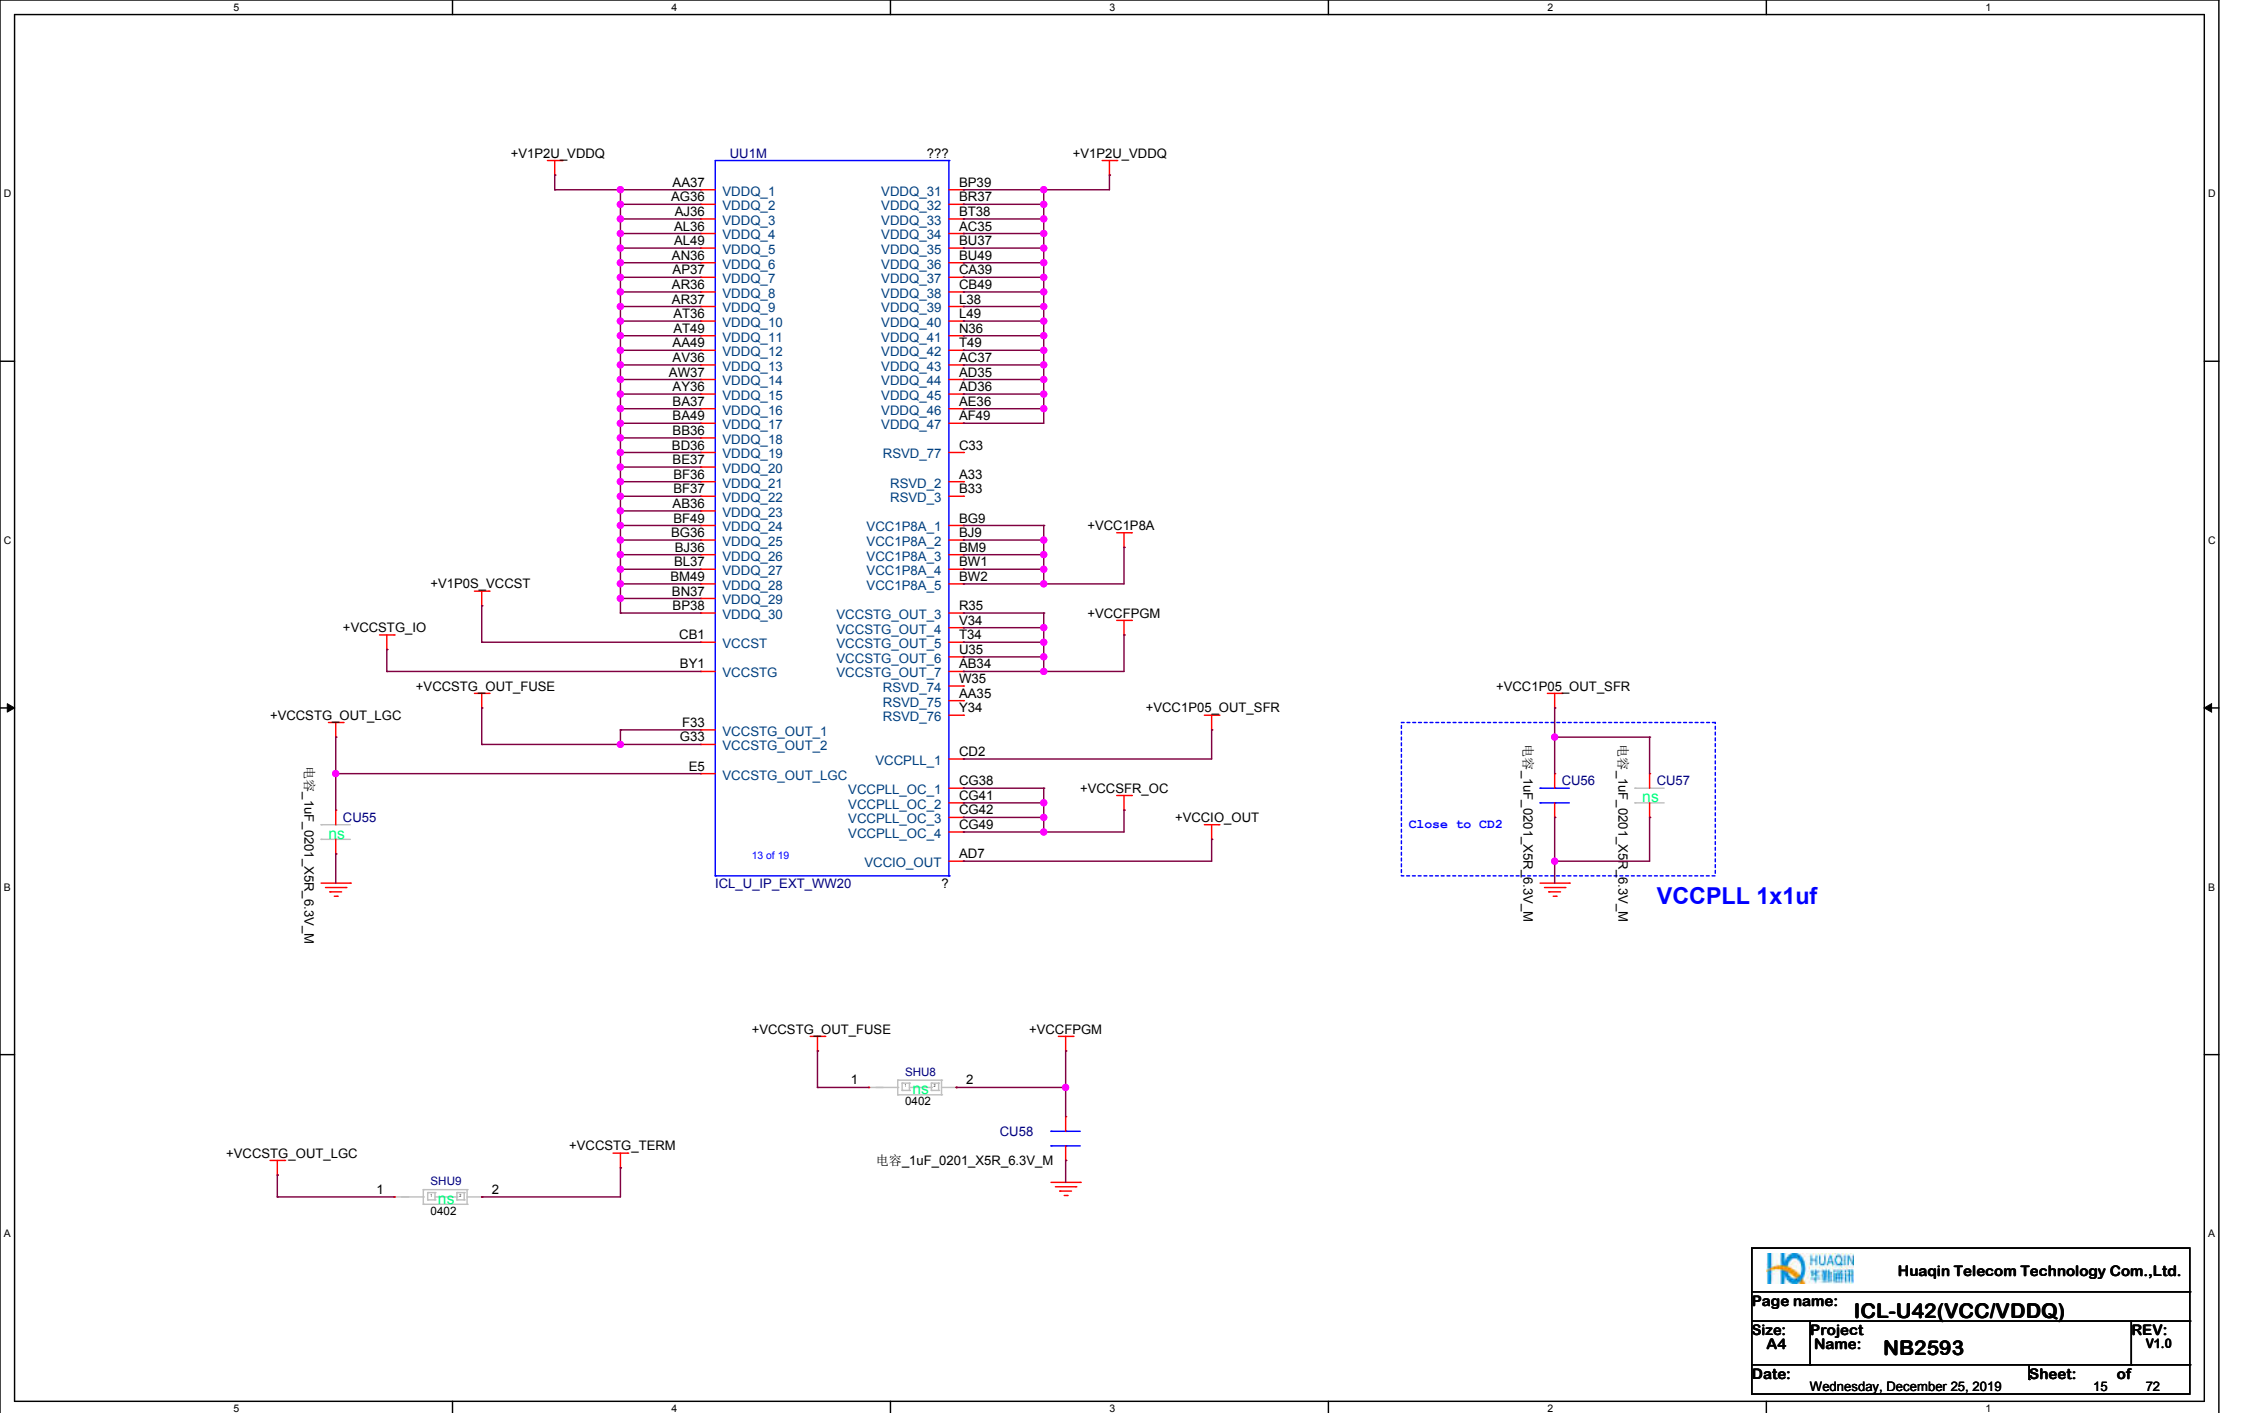 5 4 3 2 1
D D
C C
B B
A A
+V1P2U_VDDQ
UU1M
???
+V1P2U_VDDQ
AA37 VDDQ_1
AG36 VDDQ_2
AJ36 VDDQ_3
AL36 VDDQ_4
AL49 VDDQ_5
AN36 VDDQ_6
AP37 VDDQ_7
AR36 VDDQ_8
AR37 VDDQ_9
AT36 VDDQ_10
AT49 VDDQ_11
AA49 VDDQ_12
AV36 VDDQ_13
AW37 VDDQ_14
AY36 VDDQ_15
BA37 VDDQ_16
BA49 VDDQ_17
BB36 VDDQ_18
BD36 VDDQ_19
BE37 VDDQ_20
BF36 VDDQ_21
BF37 VDDQ_22
AB36 VDDQ_23
BF49 VDDQ_24
BG36 VDDQ_25
BJ36 VDDQ_26
BL37 VDDQ_27
BM49 VDDQ_28
BN37 VDDQ_29
BP38 VDDQ_30
+V1P0S_VCCST
CB1 VCCST
+VCCSTG_IO
BY1 VCCSTG
+VCCSTG_OUT_FUSE
F33 VCCSTG_OUT_1
G33 VCCSTG_OUT_2
+VCCSTG_OUT_LGC
E5 VCCSTG_OUT_LGC
CU55
ns
电容_1uF_0201_X5R_6.3V_M
VDDQ_31 BP39
VDDQ_32 BR37
VDDQ_33 BT38
VDDQ_34 AC35
VDDQ_35 BU37
VDDQ_36 BU49
VDDQ_37 CA39
VDDQ_38 CB49
VDDQ_39 L38
VDDQ_40 L49
VDDQ_41 N36
VDDQ_42 T49
VDDQ_43 AC37
VDDQ_44 AD35
VDDQ_45 AD36
VDDQ_46 AE36
VDDQ_47 AF49
RSVD_77 C33
RSVD_2 A33
RSVD_3 B33
VCC1P8A_1 BG9
VCC1P8A_2 BJ9
VCC1P8A_3 BM9
VCC1P8A_4 BW1
VCC1P8A_5 BW2
+VCC1P8A
VCCSTG_OUT_3 R35
VCCSTG_OUT_4 V34
VCCSTG_OUT_5 T34
VCCSTG_OUT_6 U35
VCCSTG_OUT_7 AB34
+VCCFPGM
RSVD_74 W35
RSVD_75 AA35
RSVD_76 Y34
+VCC1P05_OUT_SFR
VCCPLL_1 CD2
VCCPLL_OC_1 CG38
VCCPLL_OC_2 CG41
VCCPLL_OC_3 CG42
VCCPLL_OC_4 CG49
+VCCSFR_OC
+VCCIO_OUT
VCCIO_OUT AD7
13 of 19
ICL_U_IP_EXT_WW20
?
+VCC1P05_OUT_SFR
CU56
CU57
ns
电容_1uF_0201_X5R_6.3V_M
电容_1uF_0201_X5R_6.3V_M
Close to CD2
VCCPLL 1x1uf
+VCCSTG_OUT_FUSE
+VCCFPGM
1 SHU8 2
ns
0402
CU58
电容_1uF_0201_X5R_6.3V_M
+VCCSTG_OUT_LGC
+VCCSTG_TERM
1 SHU9 2
ns
0402
HQ HUAQIN
华勤通讯
Huaqin Telecom Technology Com.,Ltd.
Page name: ICL-U42(VCC/VDDQ)
Size: A4
Project Name: NB2593
REV: V1.0
Date: Wednesday, December 25, 2019
Sheet: 15 of 72
5 4 3 2 1